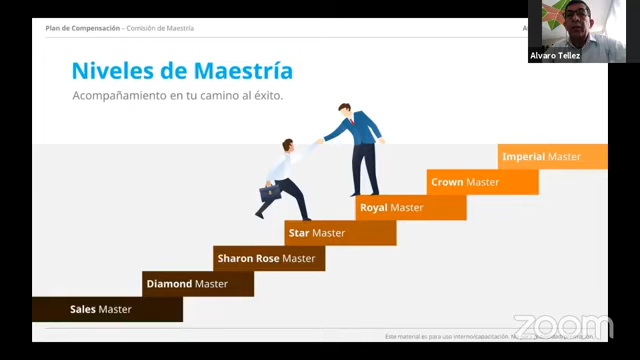 Plan de Compensación – Comisión de Maestría
Alvaro Tellez
Niveles de Maestría
Acompañamiento en tu camino al éxito.
Imperial Master
Crown Master
Royal Master
Star Master
Sharon Rose Master
Diamond Master
Sales Master
Este material es para uso interno/capacitación.
zoom